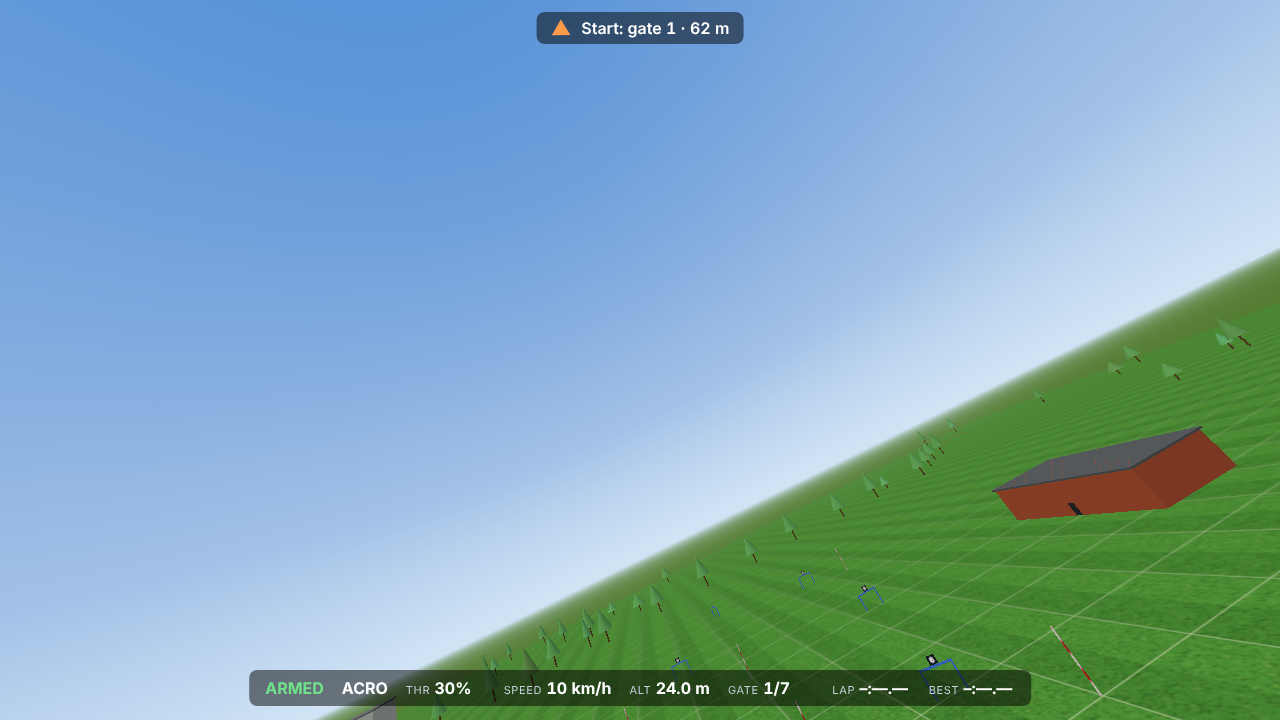 Start: gate 1 · 62 m
ARMED ACRO THR 30% SPEED 10 km/h ALT 24.0 m GATE 1/7 LAP –:––.–– BEST –:––.––